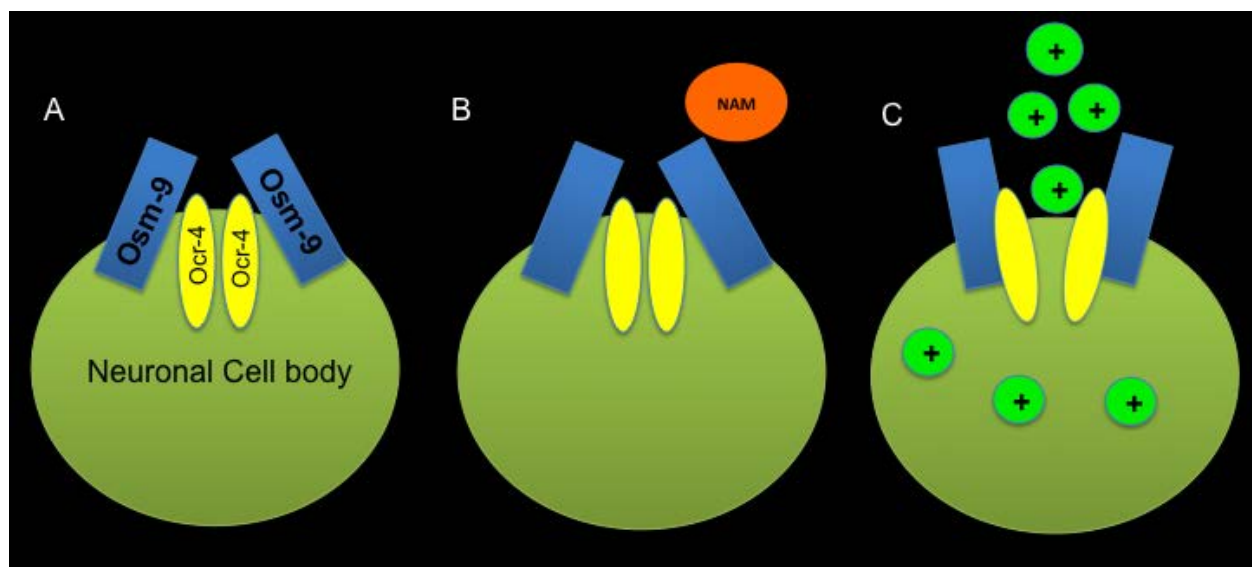 A
Osm-9
Osm-9
Ocr-4
Ocr-4
Neuronal Cell body
B
NAM
C
+
+
+
+
+
+
+